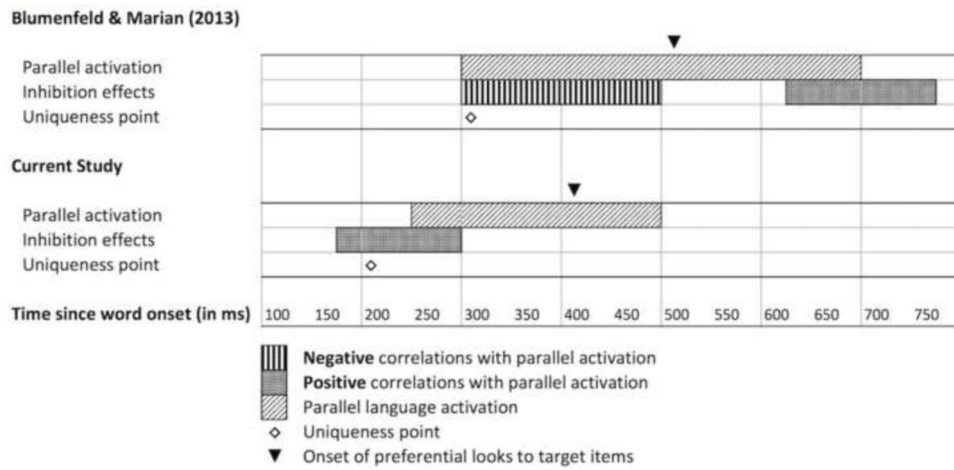 Blumenfeld & Marian (2013)
Parallel activation
Inhibition effects
Uniqueness point
Current Study
Parallel activation
Inhibition effects
Uniqueness point
Time since word onset (in ms) 100 150 200 250 300 350 400 450 500 550 600 650 700 750
Negative correlations with parallel activation
Positive correlations with parallel activation
Parallel language activation
Uniqueness point
Onset of preferential looks to target items